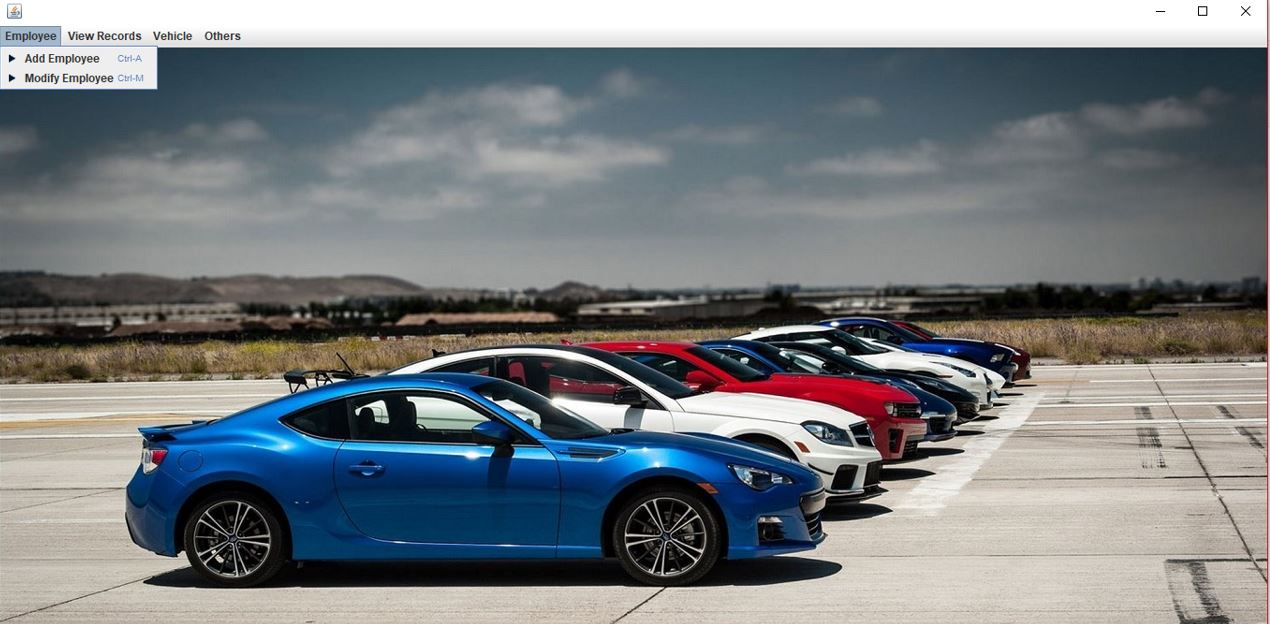 Employee View Records Vehicle Others
Add Employee Ctrl-A
Modify Employee Ctrl-M